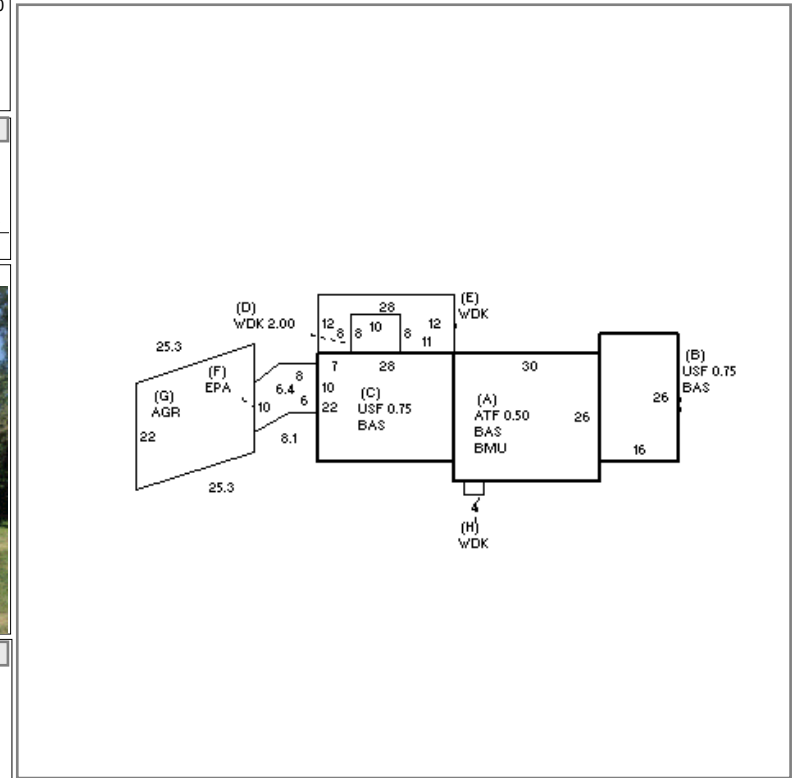 (E)
WDK
(D)
WDK 2.00
28
12
8
8
10
8
12
11
25.3
(F)
EPA
(G)
AGR
22
10
8
6.4
6
8.1
25.3
7
28
10
22
(C)
USF 0.75
BAS
30
(A)
ATF 0.50
BAS
BMU
26
(B)
USF 0.75
BAS
26
16
4
(H)
WDK